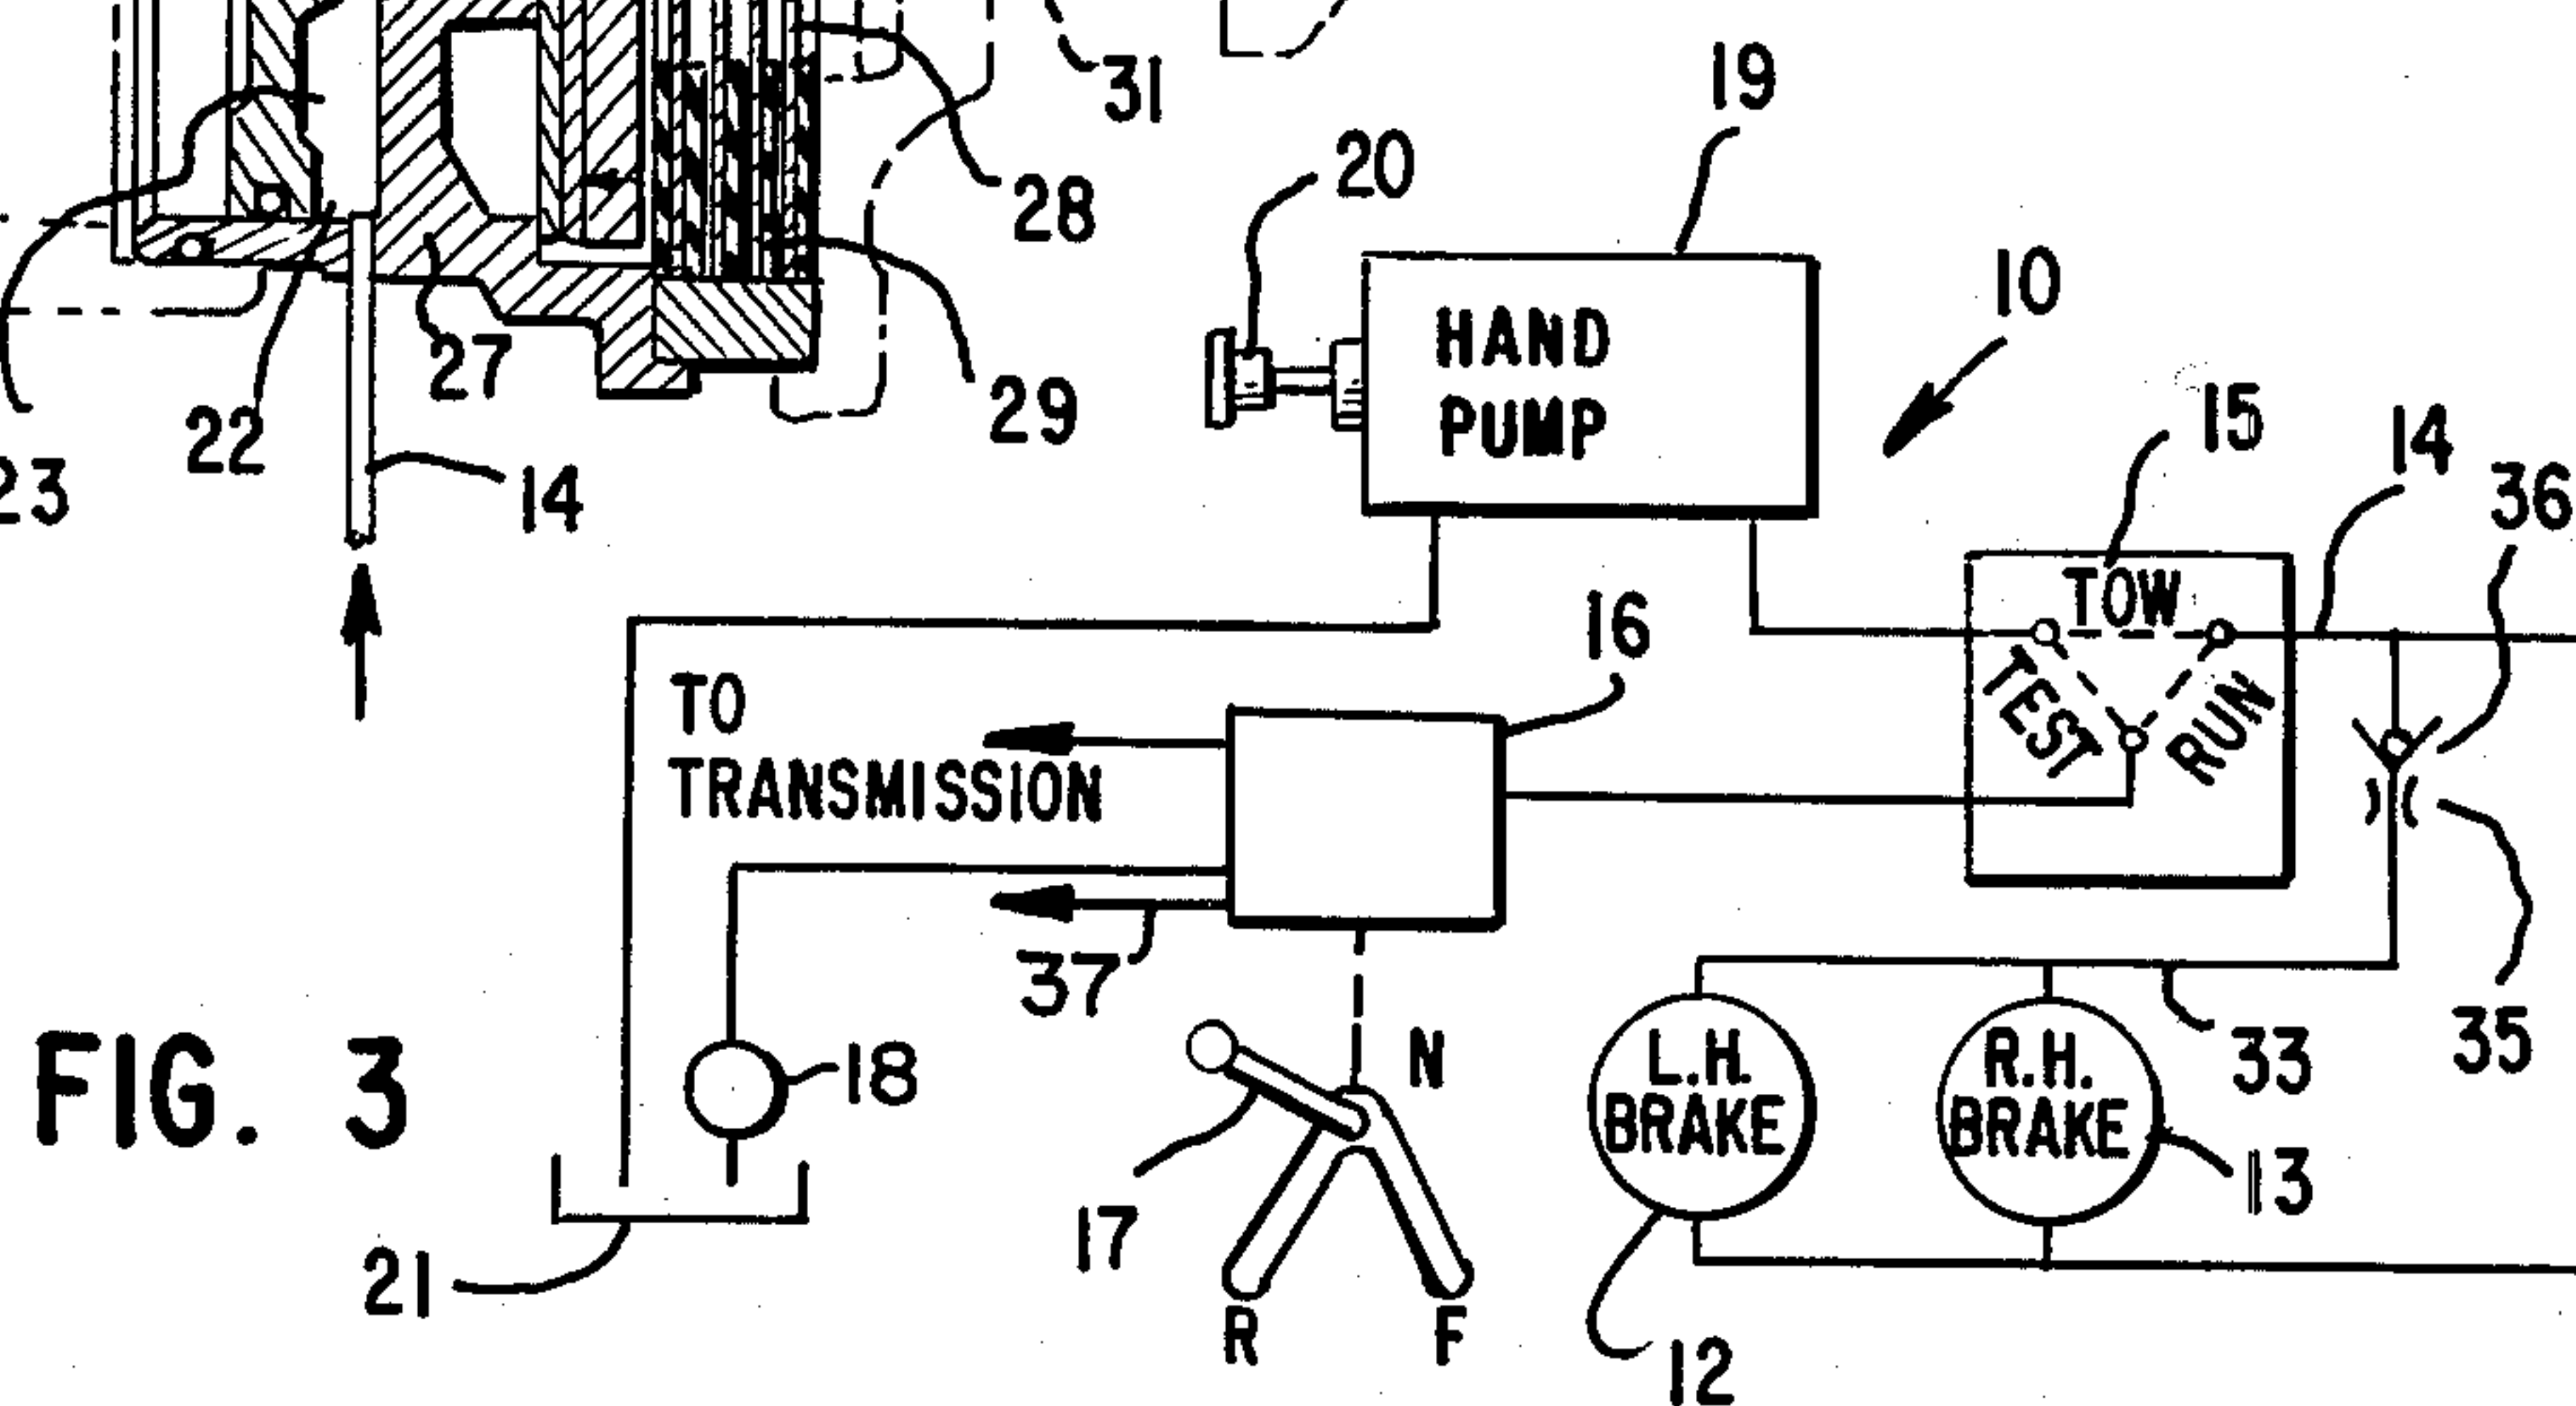 31
19
28
20
10
HAND
PUMP
27
22
29
15
14
36
23
14
TOW
TEST
RUN
16
TO
TRANSMISSION
37
FIG. 3
18
N
L.H.
BRAKE
R.H.
BRAKE
33
35
17
13
21
R
F
12